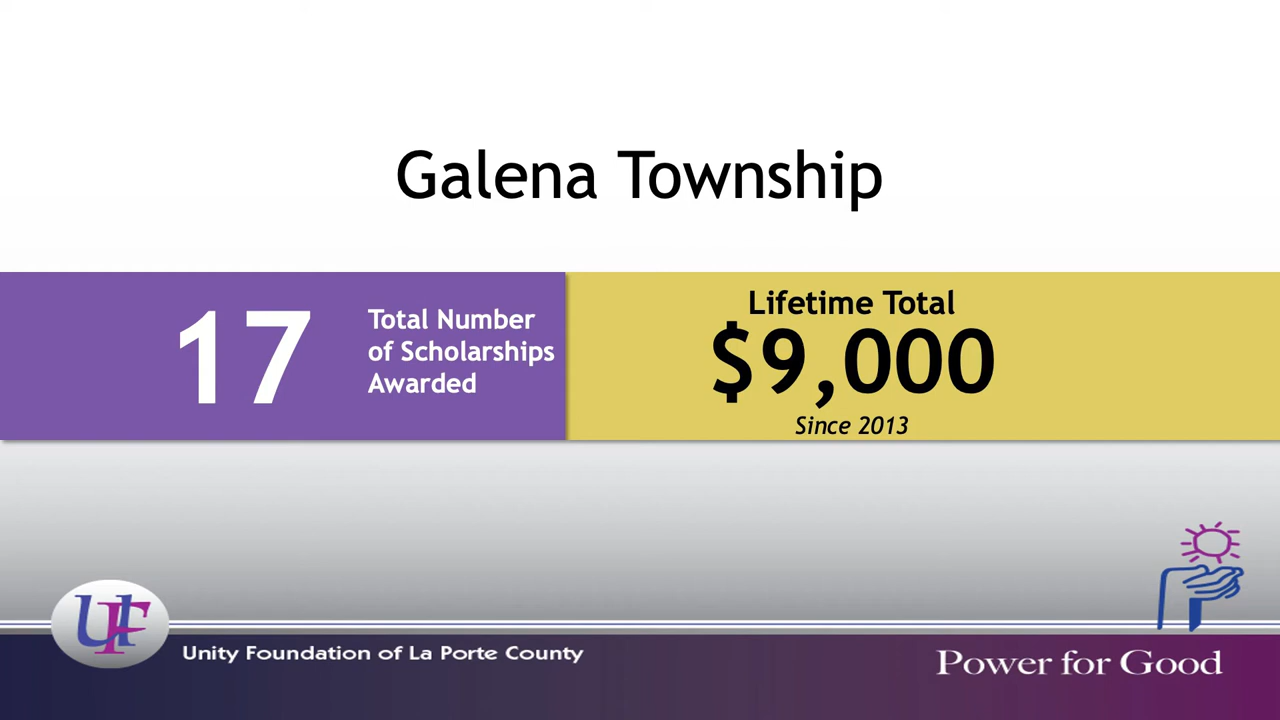 Galena Township
17
Total Number
of Scholarships
Awarded
Lifetime Total
$9,000
Since 2013
UF
Unity Foundation of La Porte County
Power for Good